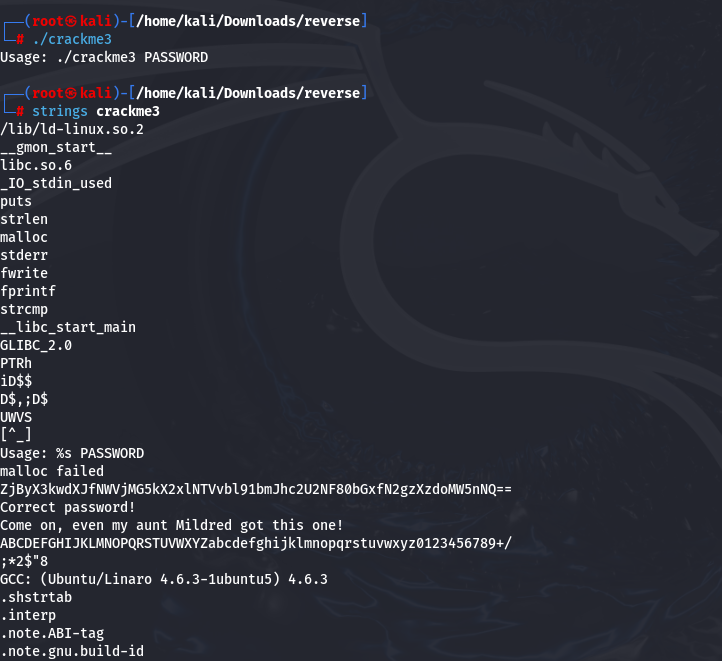 ┌──(root㉿kali)-[/home/kali/Downloads/reverse]
└─# ./crackme3
Usage: ./crackme3 PASSWORD
┌──(root㉿kali)-[/home/kali/Downloads/reverse]
└─# strings crackme3
/lib/ld-linux.so.2
__gmon_start__
libc.so.6
_IO_stdin_used
puts
strlen
malloc
stderr
fwrite
fprintf
strcmp
__libc_start_main
GLIBC_2.0
PTRh
iD$$
D$,;D$
UWVS
[^_]
Usage: %s PASSWORD
malloc failed
ZjByX3kwdXJfNWVjMG5kX2xlNTVvbl91bmJhc2U2NF80bGxfN2gzXzdoMW5nNQ==
Correct password!
Come on, even my aunt Mildred got this one!
ABCDEFGHIJKLMNOPQRSTUVWXYZabcdefghijklmnopqrstuvwxyz0123456789+/
;*2$"8
GCC: (Ubuntu/Linaro 4.6.3-1ubuntu5) 4.6.3
.shstrtab
.interp
.note.ABI-tag
.note.gnu.build-id